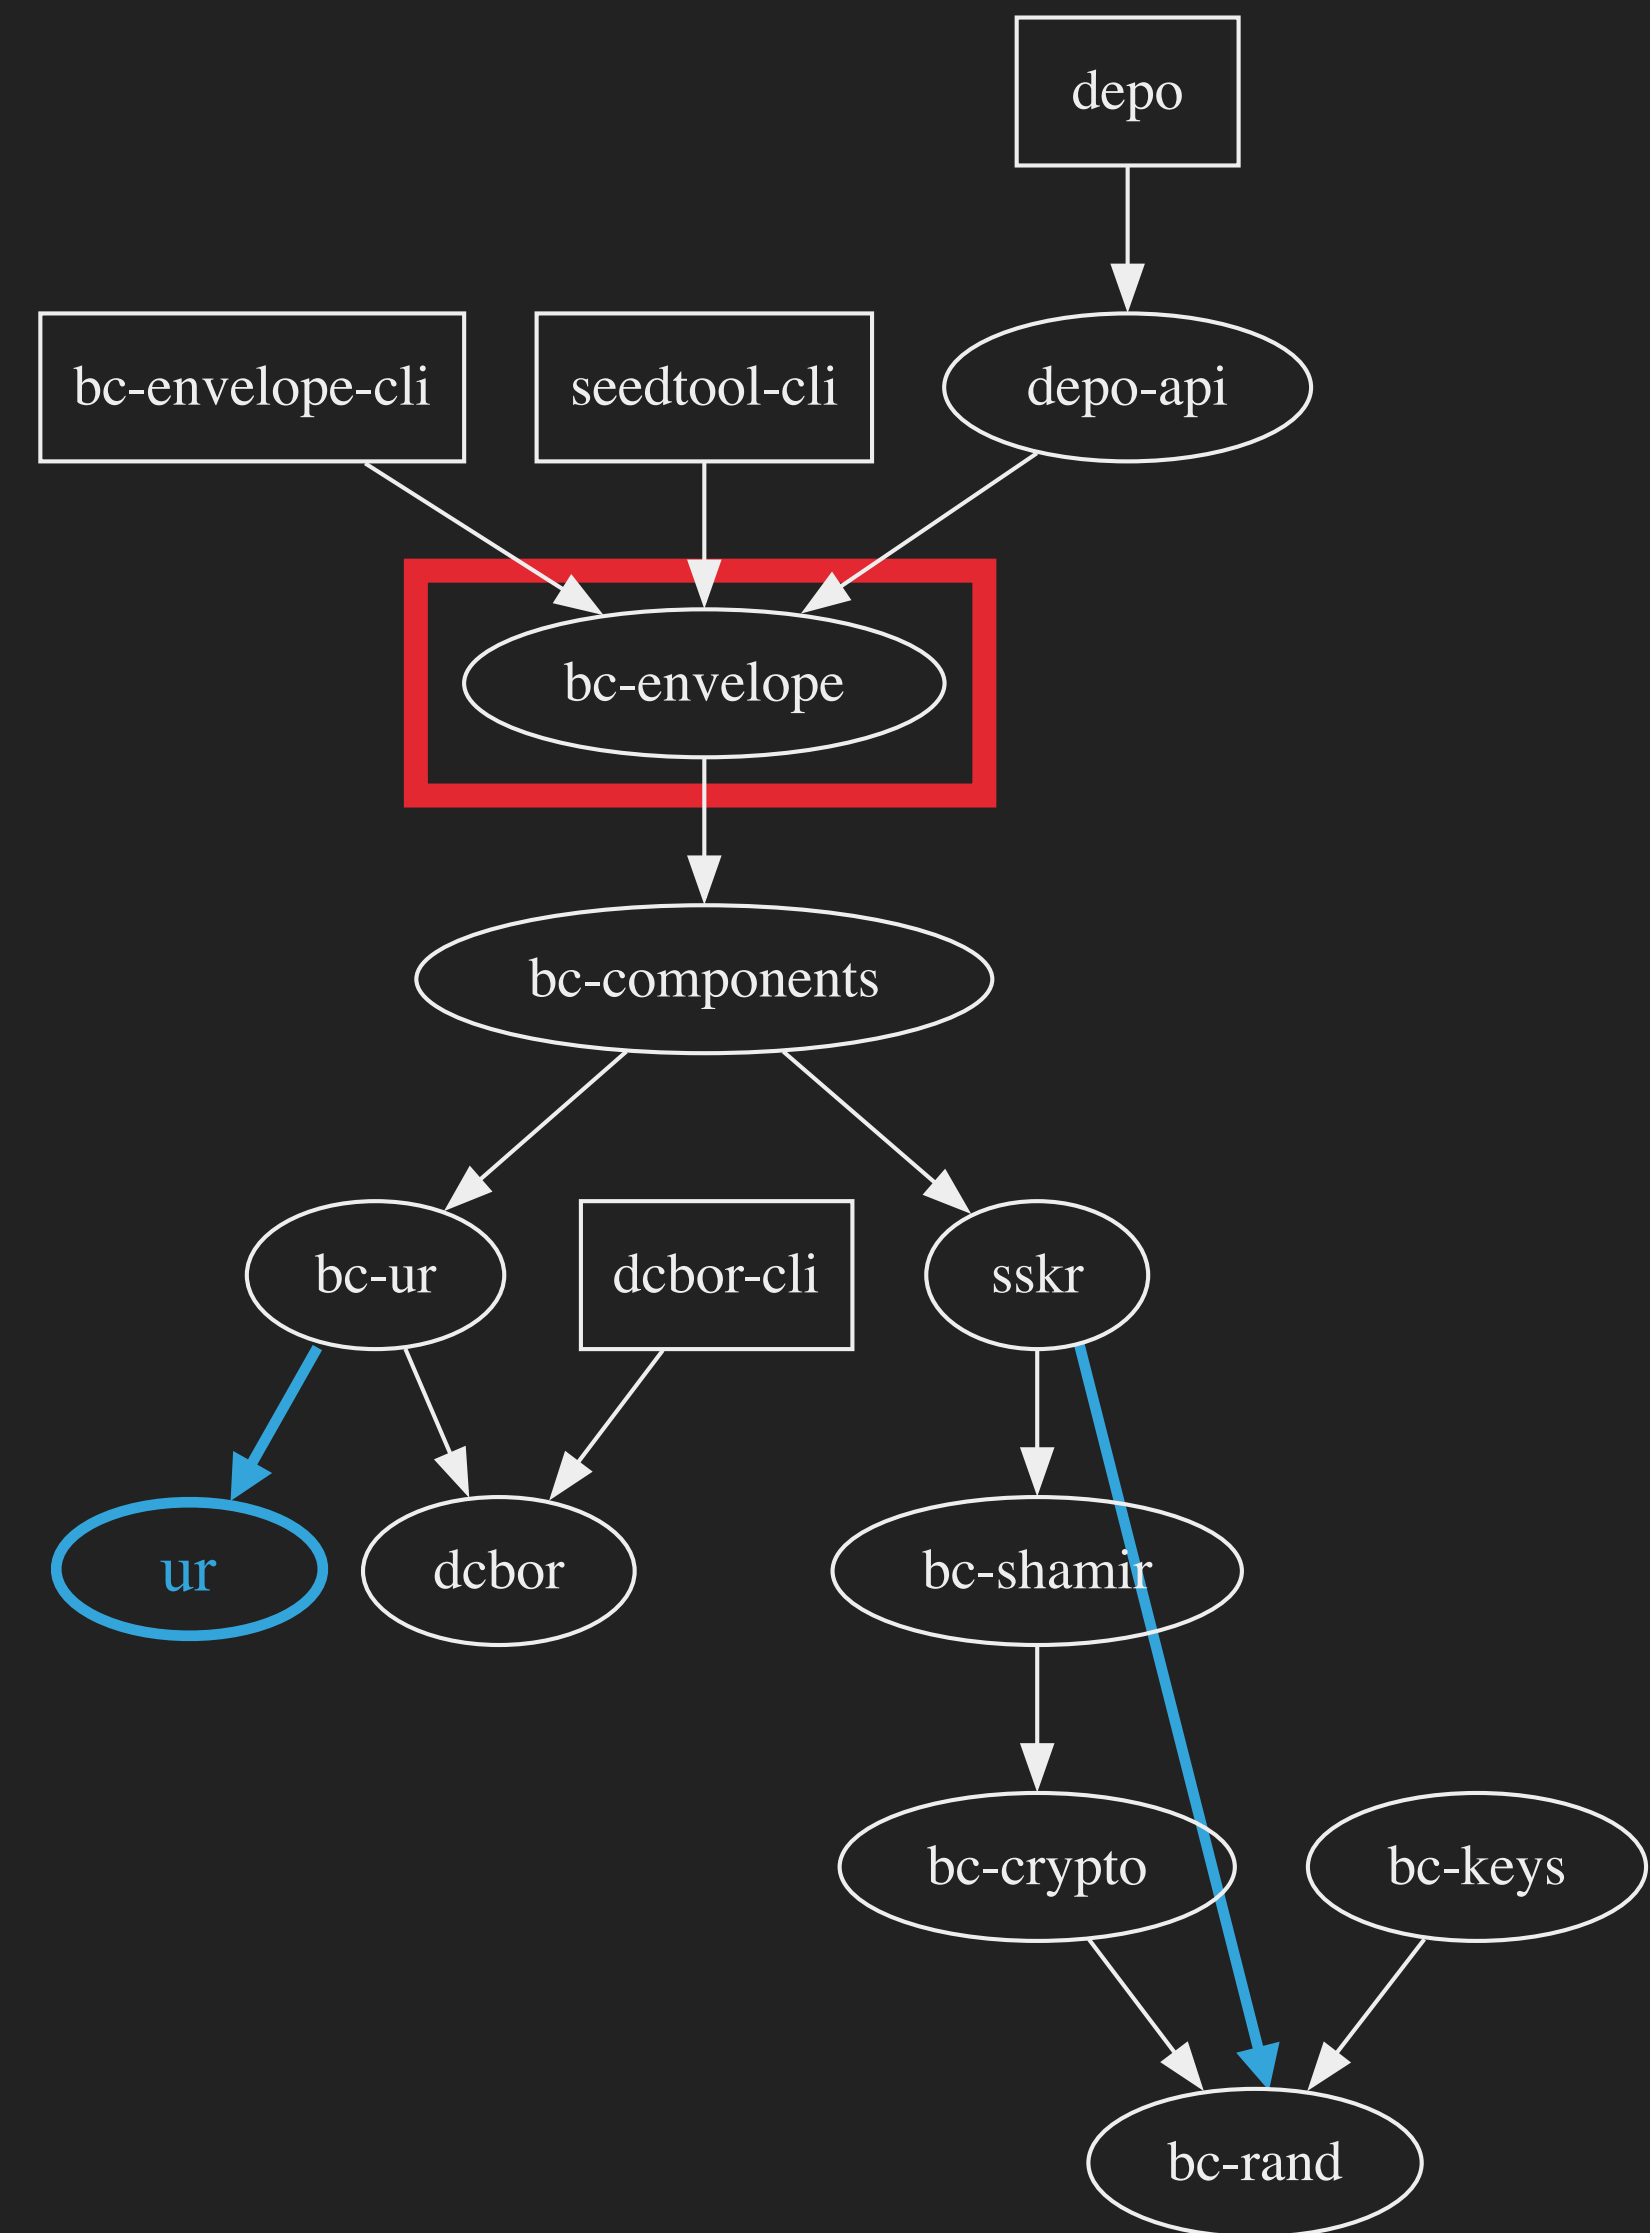 depo
bc-envelope-cli
seedtool-cli
depo-api
bc-envelope
bc-components
bc-ur
dcbor-cli
sskr
ur
dcbor
bc-shamir
bc-crypto
bc-keys
bc-rand